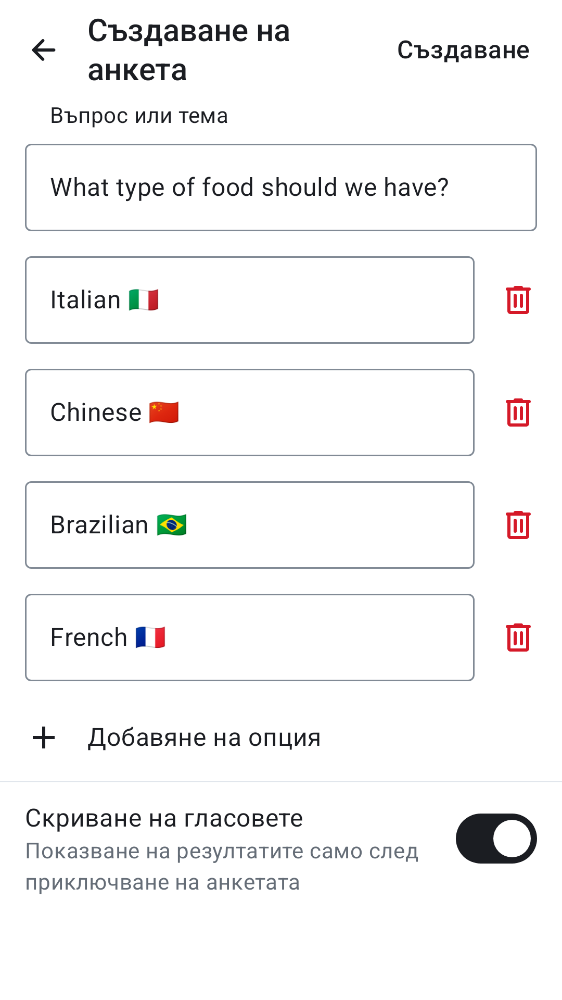 Създаване на
анкета
Създаване
Въпрос или тема
What type of food should we have?
Italian 🇮🇹
Chinese 🇨🇳
Brazilian 🇧🇷
French 🇫🇷
Добавяне на опция
Скриване на гласовете
Показване на резултатите само след
приключване на анкетата